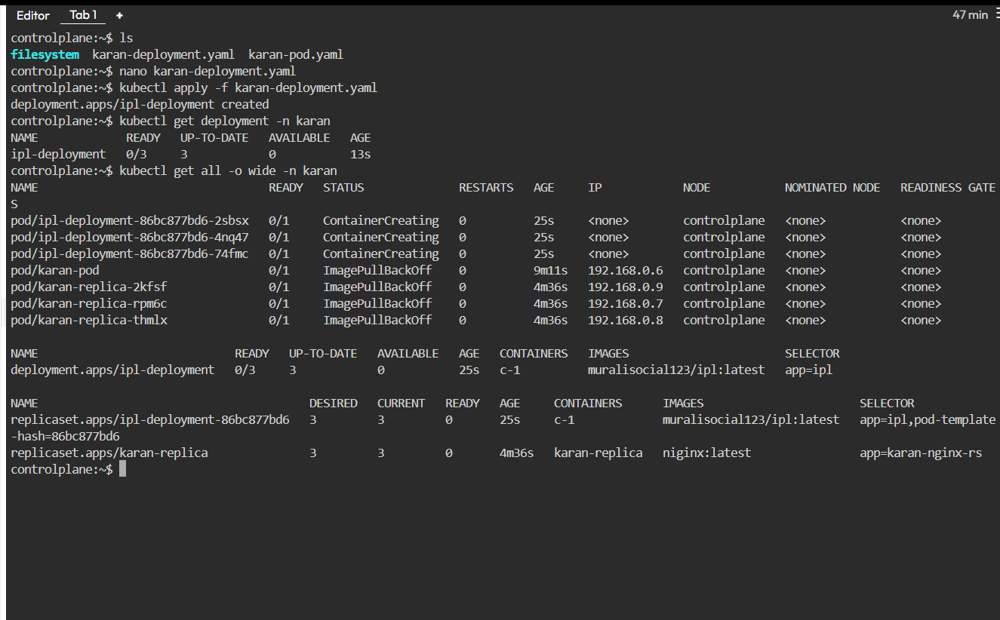 Editor Tab 1 + 47 min
controlplane:~$ ls
filesystem  karan-deployment.yaml  karan-pod.yaml
controlplane:~$ nano karan-deployment.yaml
controlplane:~$ kubectl apply -f karan-deployment.yaml
deployment.apps/ipl-deployment created
controlplane:~$ kubectl get deployment -n karan
NAME             READY   UP-TO-DATE   AVAILABLE   AGE
ipl-deployment   0/3     3            0           13s
controlplane:~$ kubectl get all -o wide -n karan
NAME                                  READY   STATUS              RESTARTS   AGE     IP            NODE           NOMINATED NODE   READINESS GATE
S
pod/ipl-deployment-86bc877bd6-2sbsx   0/1     ContainerCreating   0          25s     <none>        controlplane   <none>           <none>
pod/ipl-deployment-86bc877bd6-4nq47   0/1     ContainerCreating   0          25s     <none>        controlplane   <none>           <none>
pod/ipl-deployment-86bc877bd6-74fmc   0/1     ContainerCreating   0          25s     <none>        controlplane   <none>           <none>
pod/karan-pod                         0/1     ImagePullBackOff    0          9m11s   192.168.0.6   controlplane   <none>           <none>
pod/karan-replica-2kfsf               0/1     ImagePullBackOff    0          4m36s   192.168.0.9   controlplane   <none>           <none>
pod/karan-replica-rpm6c               0/1     ImagePullBackOff    0          4m36s   192.168.0.7   controlplane   <none>           <none>
pod/karan-replica-thmlx               0/1     ImagePullBackOff    0          4m36s   192.168.0.8   controlplane   <none>           <none>
NAME                             READY   UP-TO-DATE   AVAILABLE   AGE   CONTAINERS   IMAGES                       SELECTOR
deployment.apps/ipl-deployment   0/3     3            0           25s   c-1          muralisocial123/ipl:latest   app=ipl
NAME                                        DESIRED   CURRENT   READY   AGE     CONTAINERS      IMAGES                       SELECTOR
replicaset.apps/ipl-deployment-86bc877bd6   3         3         0       25s     c-1             muralisocial123/ipl:latest   app=ipl,pod-template
-hash=86bc877bd6
replicaset.apps/karan-replica               3         3         0       4m36s   karan-replica   niginx:latest                app=karan-nginx-rs
controlplane:~$